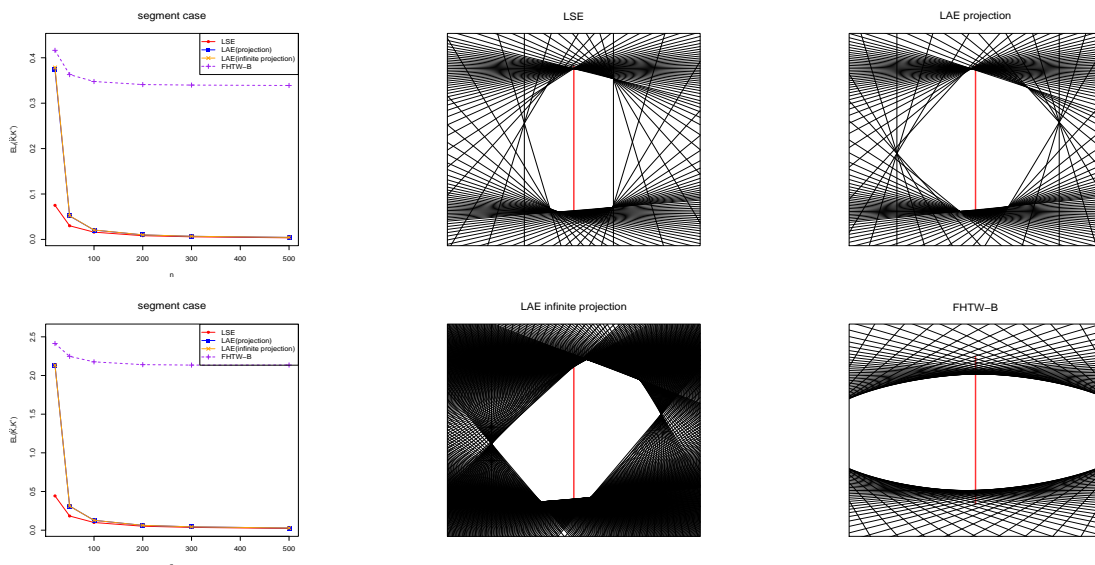 segment case
LSE
LAE projection
LSE
LAE(projection)
LAE(infinite projection)
FHTW−B
0.0
0.1
0.2
0.3
0.4
100
200
300
400
500
n
segment case
LAE infinite projection
FHTW−B
LSE
LAE(projection)
LAE(infinite projection)
FHTW−B
0.0
0.5
1.0
1.5
2.0
2.5
100
200
300
400
500